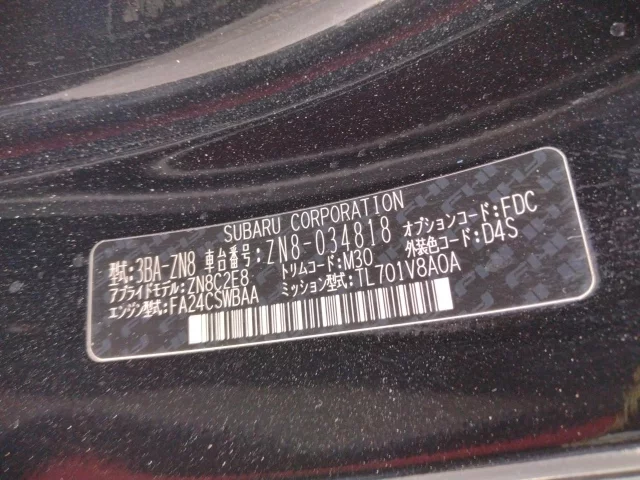 SUBARU CORPORATION
型式:3BA-ZN8 車台番号:ZN8-034818 オプションコード:FDC
アプライドモデル:ZN8C2E8 トリムコード:M30 外装色コード:D4S
エンジン型式:FA24CSWBAA ミッション型式:TL701V8A0A